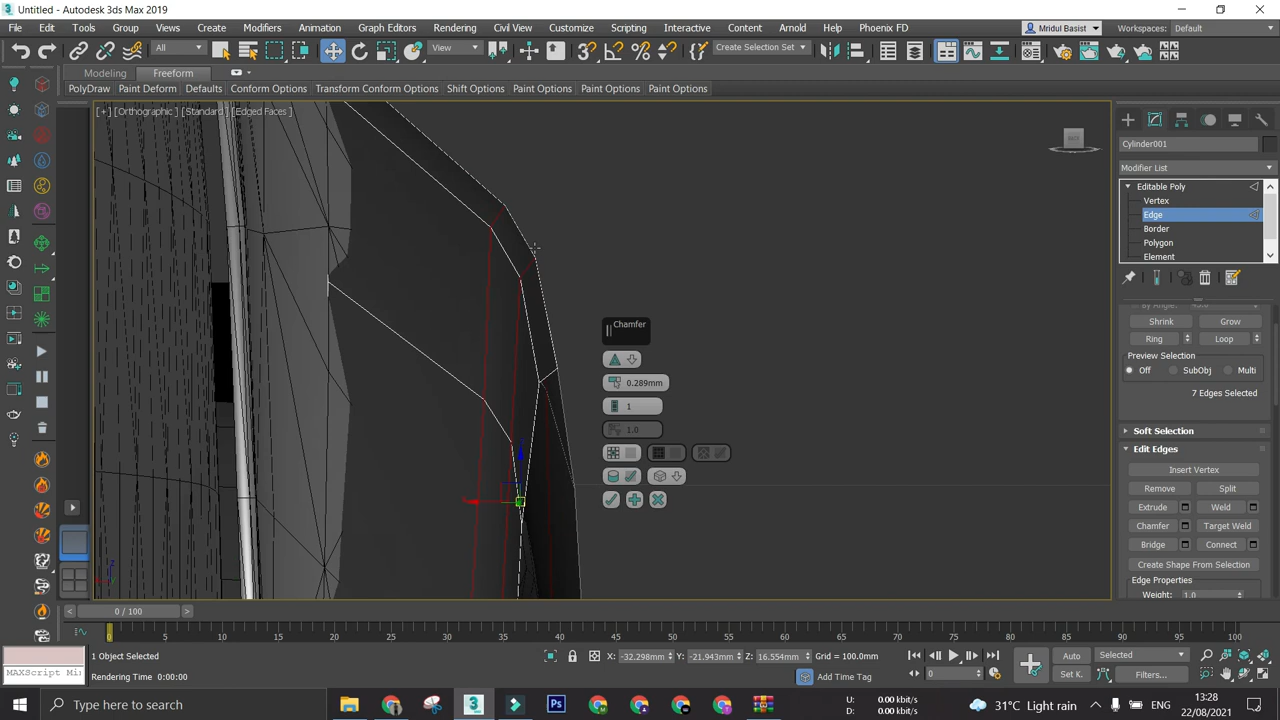 Untitled - Autodesk 3ds Max 2019
File Edit Tools Group Views Create Modifiers Animation Graph Editors Rendering Civil View Customize Scripting Interactive Content Arnold Help Phoenix FD Mridul Basist Workspaces: Default
All View Create Selection Set
Modeling Freeform
PolyDraw Paint Deform Defaults Conform Options Transform Conform Options Shift Options Paint Options Paint Options Paint Options
[+] [Orthographic ] [Standard ] [Edged Faces ]
BACK
Cylinder001
Modifier List
Editable Poly
Vertex
Edge
Border
Polygon
Element
By Angle: 45.0
Shrink Grow
Ring Loop
Preview Selection
Off SubObj Multi
7 Edges Selected
Soft Selection
Edit Edges
Insert Vertex
Remove Split
Extrude Weld
Chamfer Target Weld
Bridge Connect
Create Shape From Selection
Edge Properties
Weight: 1.0
Chamfer
0.289mm
1
1.0
0 / 100
0 5 10 15 20 25 30 35 40 45 50 55 60 65 70 75 80 85 90 95 100
1 Object Selected
X: -32.298mm Y: -21.943mm Z: 16.554mm Grid = 100.0mm
Auto Selected
MAXScript Mi
Rendering Time 0:00:00
Add Time Tag
0
Set K. Filters...
Type here to search
U: 0.00 kbit/s
D: 0.00 kbit/s
31°C Light rain
13:28
22/08/2021